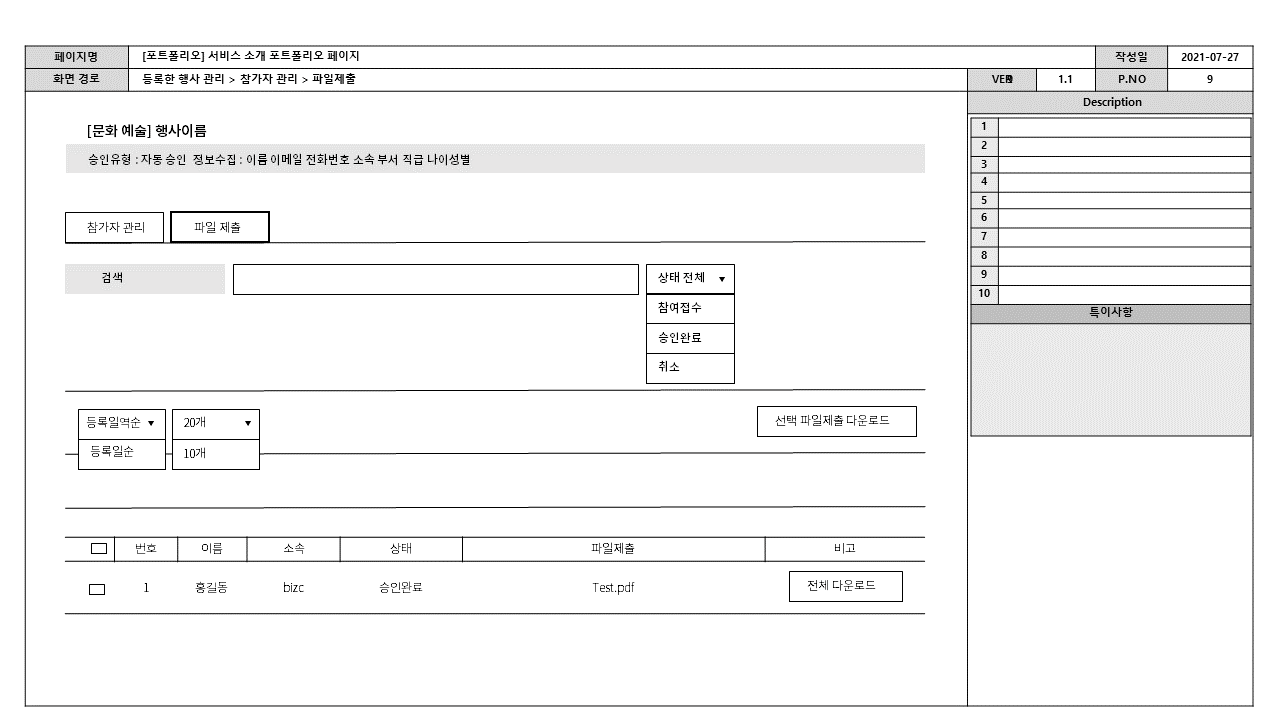 페이지명 [포트폴리오] 서비스 소개 포트폴리오 페이지 작성일 2021-07-27
화면 경로 등록한 행사 관리 > 참가자 관리 > 파일제출 VER 1.1 P.NO 9
Description
1
2
3
4
5
6
7
8
9
10
특이사항
[문화 예술] 행사이름
승인유형 : 자동 승인 정보수집 : 이름 이메일 전화번호 소속 부서 직급 나이성별
참가자 관리 파일 제출
검색 상태 전체 ▼
참여접수
승인완료
취소
등록일역순 ▼ 20개 ▼ 선택 파일제출 다운로드
등록일순 10개
번호 이름 소속 상태 파일제출 비고
1 홍길동 bizc 승인완료 Test.pdf 전체 다운로드